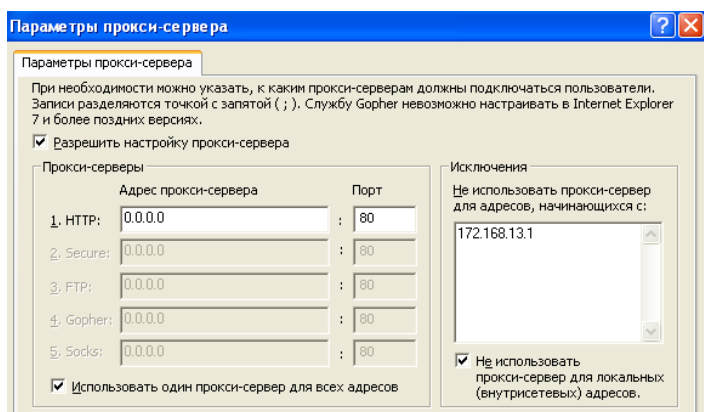 Параметры прокси-сервера
Параметры прокси-сервера
При необходимости можно указать, к каким прокси-серверам должны подключаться пользователи.
Записи разделяются точкой с запятой ( ; ). Службу Gopher невозможно настраивать в Internet Explorer
7 и более поздних версиях.
Разрешить настройку прокси-сервера
Прокси-серверы
Адрес прокси-сервера Порт
1. HTTP: 0.0.0.0 : 80
2. Secure: 0.0.0.0 : 80
3. FTP: 0.0.0.0 : 80
4. Gopher: 0.0.0.0 : 80
5. Socks: 0.0.0.0 : 80
Использовать один прокси-сервер для всех адресов
Исключения
Не использовать прокси-сервер
для адресов, начинающихся с:
172.168.13.1
Не использовать
прокси-сервер для локальных
(внутрисетевых) адресов.